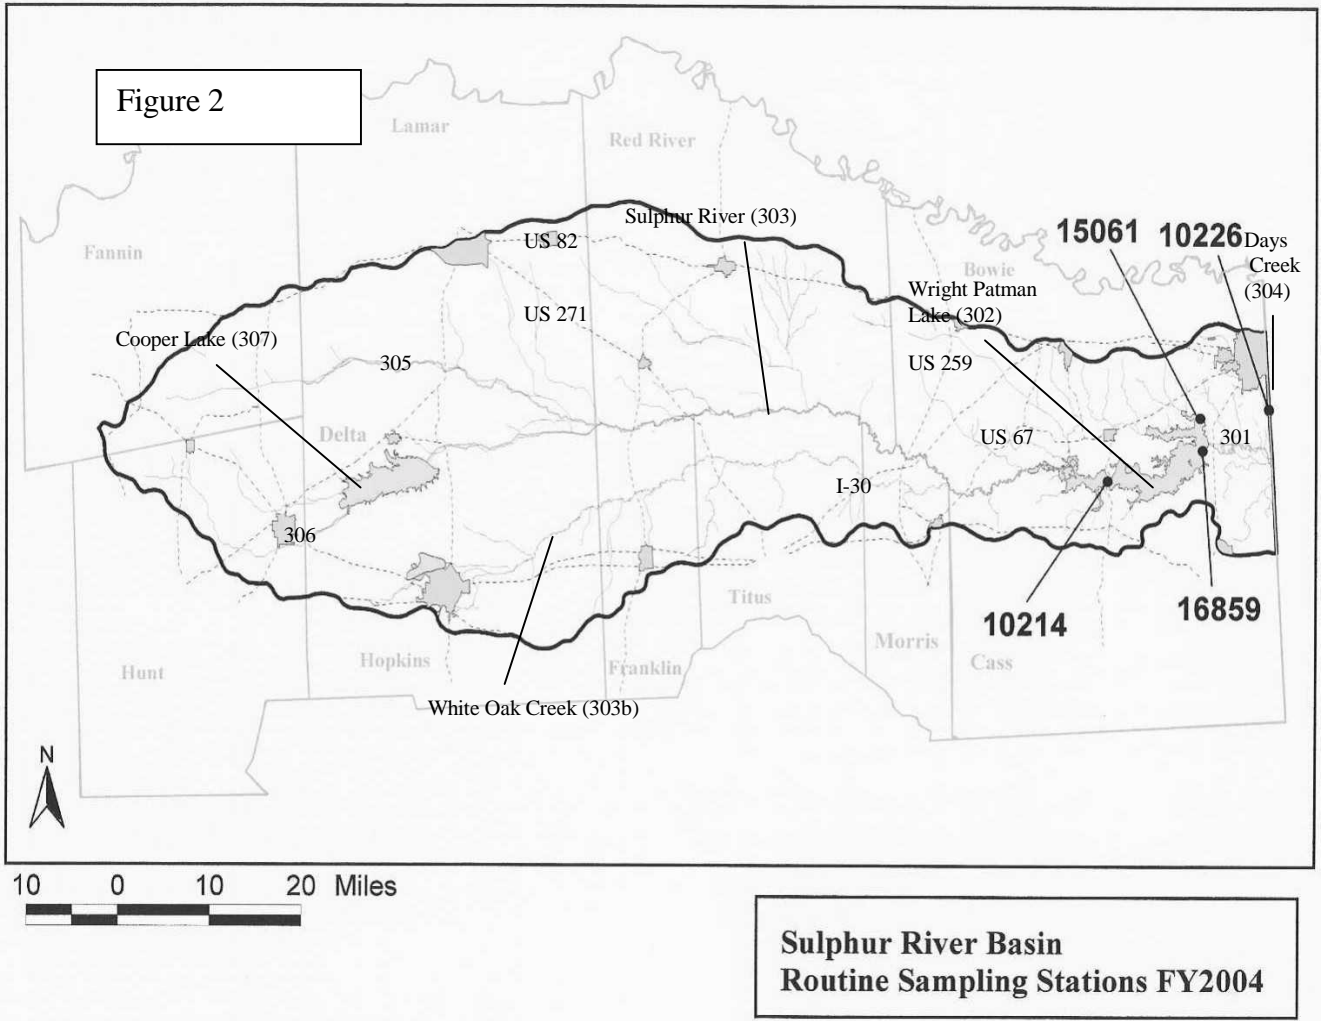 Figure 2
Lamar
Red River
Sulphur River (303)
Fannin
US 82
15061
10226
Days
Creek
(304)
Bowie
Wright Patman
Lake (302)
US 271
Cooper Lake (307)
305
US 259
Delta
US 67
301
I-30
306
10214
16859
Titus
Morris
Hopkins
Franklin
Cass
Hunt
White Oak Creek (303b)
N
10 0 10 20 Miles
Sulphur River Basin
Routine Sampling Stations FY2004